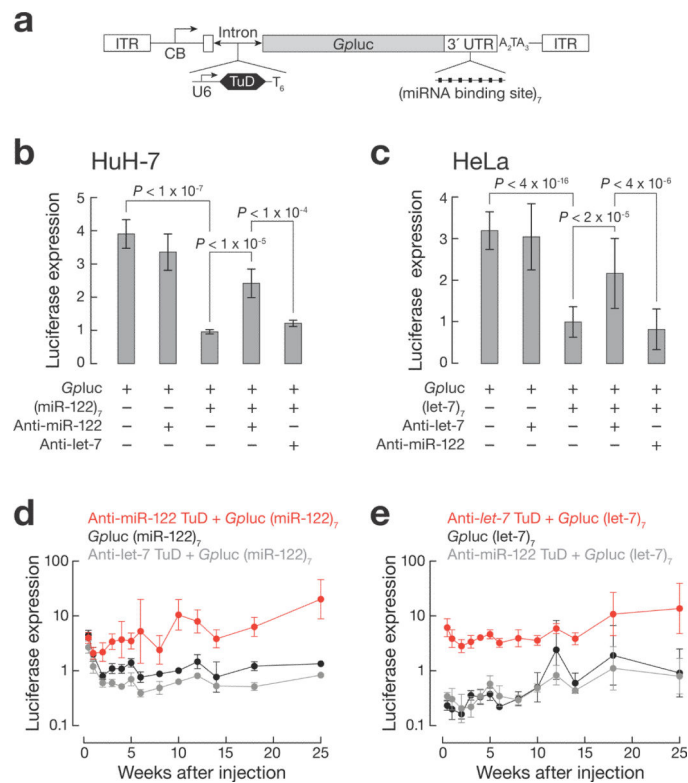 a
ITR CB Intron Gpluc 3´ UTR A₂TA₃ ITR
U6 TuD T₆ (miRNA binding site)₇
b HuH-7
P < 1 x 10⁻⁷
P < 1 x 10⁻⁴
P < 1 x 10⁻⁵
Luciferase expression
5
4
3
2
1
0
Gpluc + + + + +
(miR-122)₇ – – + + +
Anti-miR-122 – + – + –
Anti-let-7 – – – – +
c HeLa
P < 4 x 10⁻¹⁶
P < 4 x 10⁻⁶
P < 2 x 10⁻⁵
Luciferase expression
4
3
2
1
0
Gpluc + + + + +
(let-7)₇ – – + + +
Anti-let-7 – + – + –
Anti-miR-122 – – – – +
d
Anti-miR-122 TuD + Gpluc (miR-122)₇
Gpluc (miR-122)₇
Anti-let-7 TuD + Gpluc (miR-122)₇
Luciferase expression
100
10
1
0.1
0 5 10 15 20 25
Weeks after injection
e
Anti-let-7 TuD + Gpluc (let-7)₇
Gpluc (let-7)₇
Anti-miR-122 TuD + Gpluc (let-7)₇
Luciferase expression
100
10
1
0.1
0 5 10 15 20 25
Weeks after injection